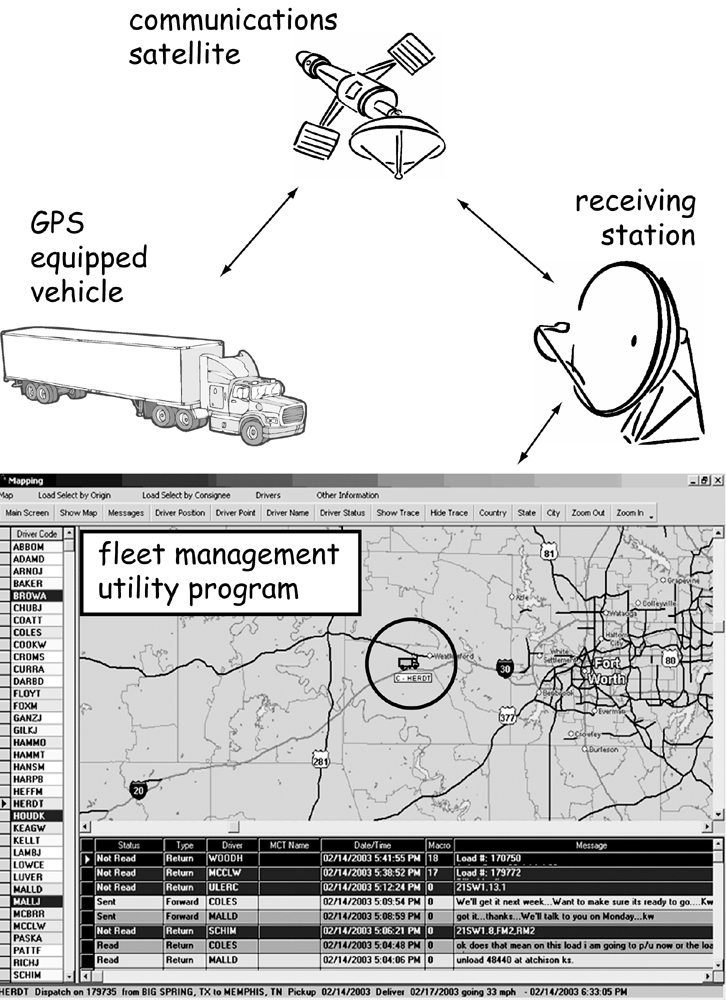 communications
satellite
GPS
equipped
vehicle
receiving
station
Mapping
Map Load Select by Origin Load Select by Consignee Drivers Other Information
Main Screen Show Map Messages Driver Position Driver Point Driver Name Driver Status Show Trace Hide Trace Country State City Zoom Out Zoom In
Driver Code
ABBOM
ADAMD
ARNOJ
BAKER
BROWA
CHUBJ
COATT
COLES
COOKW
CROMS
CURRA
DARBD
FLOYT
FOXM
GANZJ
GILKJ
HAMMO
HAMMT
HANSM
HARPB
HEFFM
HERDT
HOUDK
KEAGW
KELLT
LAMBJ
LOWCE
LUVER
MALLD
MALLJ
MCBRR
MCCLW
PASKA
PATTF
RICHJ
SCHIM
fleet management
utility program
81
Grapevine
Azle
Colleyville
Watauga
Haltom
City
White
Settlement
Weatherford
C - HERDT
30
Fort
Worth
80
Benbrook
377
Everman
Crowley
Burleson
281
20
Status Type Driver MCT Name Date/Time Macro Message
Not Read Return WOODH 02/14/2003 5:41:55 PM 18 Load #: 170750
Not Read Return MCCLW 02/14/2003 5:38:52 PM 17 Load #: 179772
Not Read Return ULERC 02/14/2003 5:12:24 PM 0 21SW1.13.1
Sent Forward COLES 02/14/2003 5:09:54 PM 0 We'll get it next week...Want to make sure its ready to go....Kw
Sent Forward MALLD 02/14/2003 5:08:59 PM 0 got it...thanks...We'll talk to you on Monday...kw
Not Read Return SCHIM 02/14/2003 5:06:21 PM 0 21SW1.8,FM2,RM2
Read Return COLES 02/14/2003 5:04:48 PM 0 ok does that mean on this load i am going to p/u now or the loa
Read Return MALLD 02/14/2003 5:04:06 PM 0 unload 48440 at atchison ks.
HERDT Dispatch on 179735 from BIG SPRING, TX to MEMPHIS, TN Pickup 02/14/2003 Deliver 02/17/2003 going 33 mph - 02/14/2003 6:33:05 PM